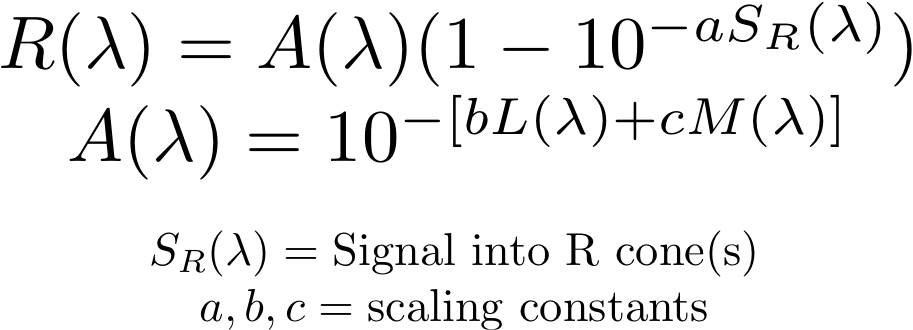 R(λ) = A(λ)(1 − 10^{−aS_R(λ)})
A(λ) = 10^{−[bL(λ)+cM(λ)]}
S_R(λ) = Signal into R cone(s)
a, b, c = scaling constants